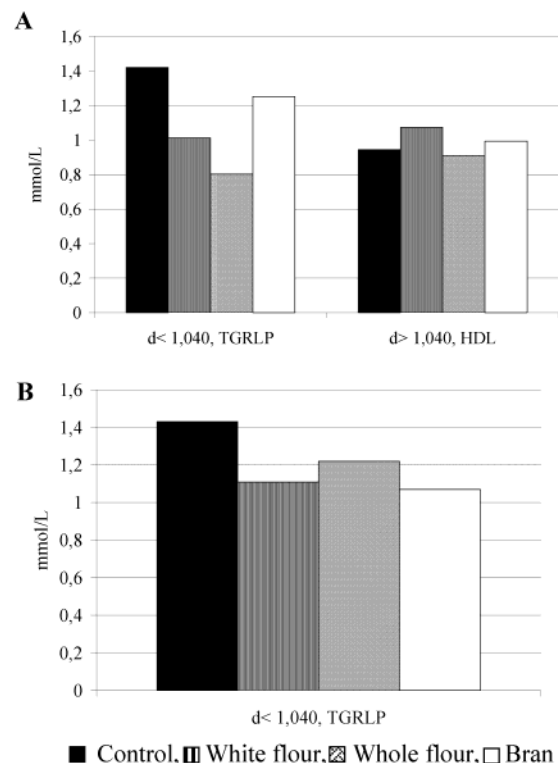 A
1,6
1,4
1,2
1
0,8
0,6
0,4
0,2
0
mmol/L
d< 1,040, TGRLP d> 1,040, HDL
B
1,6
1,4
1,2
1
0,8
0,6
0,4
0,2
0
mmol/L
d< 1,040, TGRLP
Control, White flour, Whole flour, Bran